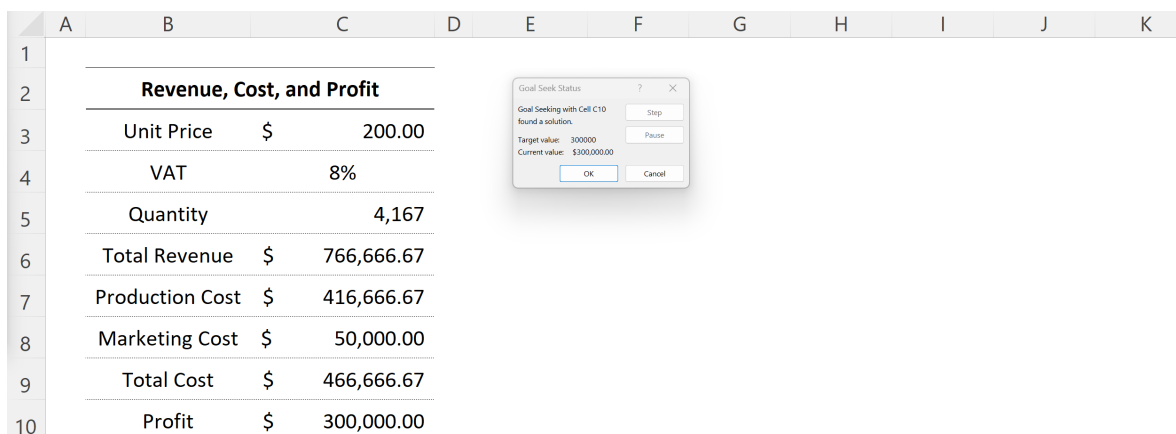 A B C D E F G H I J K
1
2 Revenue, Cost, and Profit
3 Unit Price $ 200.00
4 VAT 8%
5 Quantity 4,167
6 Total Revenue $ 766,666.67
7 Production Cost $ 416,666.67
8 Marketing Cost $ 50,000.00
9 Total Cost $ 466,666.67
10 Profit $ 300,000.00
Goal Seek Status ? ×
Goal Seeking with Cell C10 Step
found a solution.
Pause
Target value: 300000
Current value: $300,000.00
OK Cancel